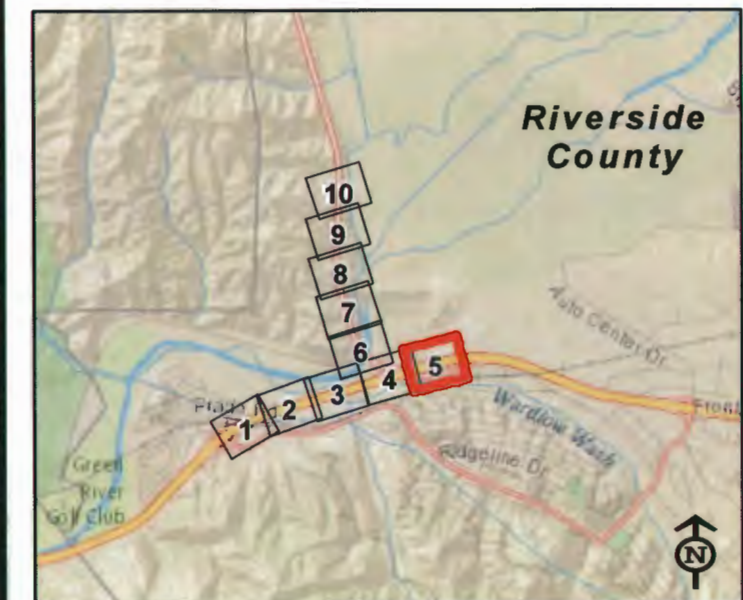 Riverside
County
10
9
8
7
6
5
4
3
2
1
Auto Center Dr
Wardlow Wash
Ridgeline Dr
Green
River
Golf Club
N